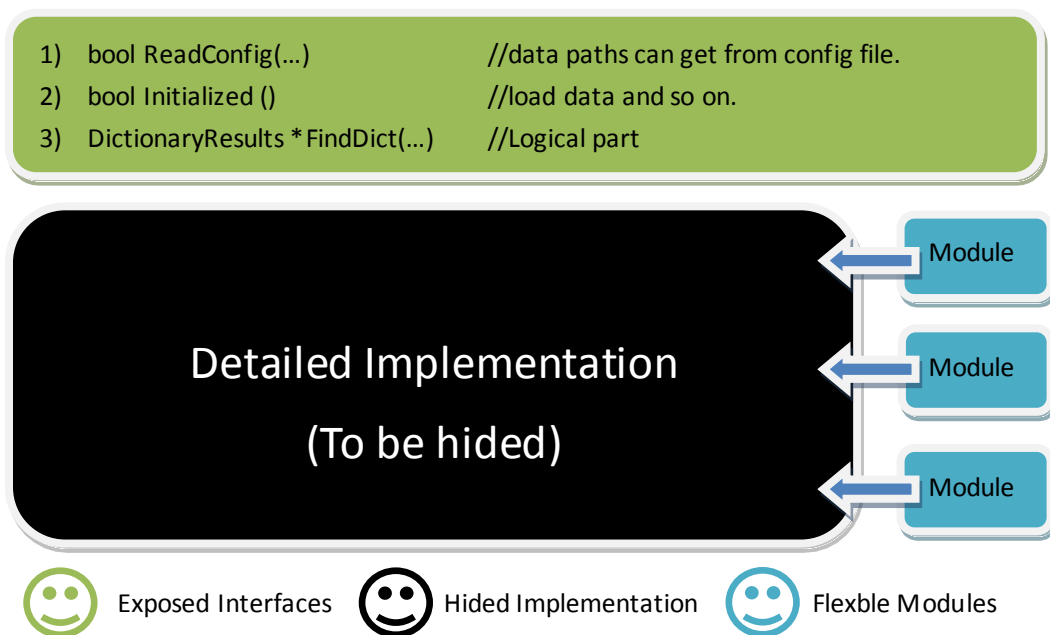 1) bool ReadConfig(…) //data paths can get from config file.
2) bool Initialized () //load data and so on.
3) DictionaryResults *FindDict(…) //Logical part
Module
Module
Module
Detailed Implementation
(To be hided)
Exposed Interfaces
Hided Implementation
Flexble Modules